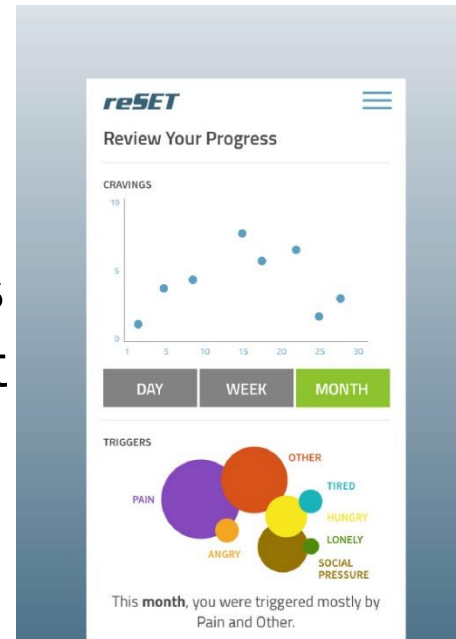 reSET
Review Your Progress
CRAVINGS
10
5
0
1 5 10 15 20 25 30
DAY WEEK MONTH
TRIGGERS
OTHER
PAIN
TIRED
HUNGRY
ANGRY
LONELY
SOCIAL
PRESSURE
This month, you were triggered mostly by
Pain and Other.